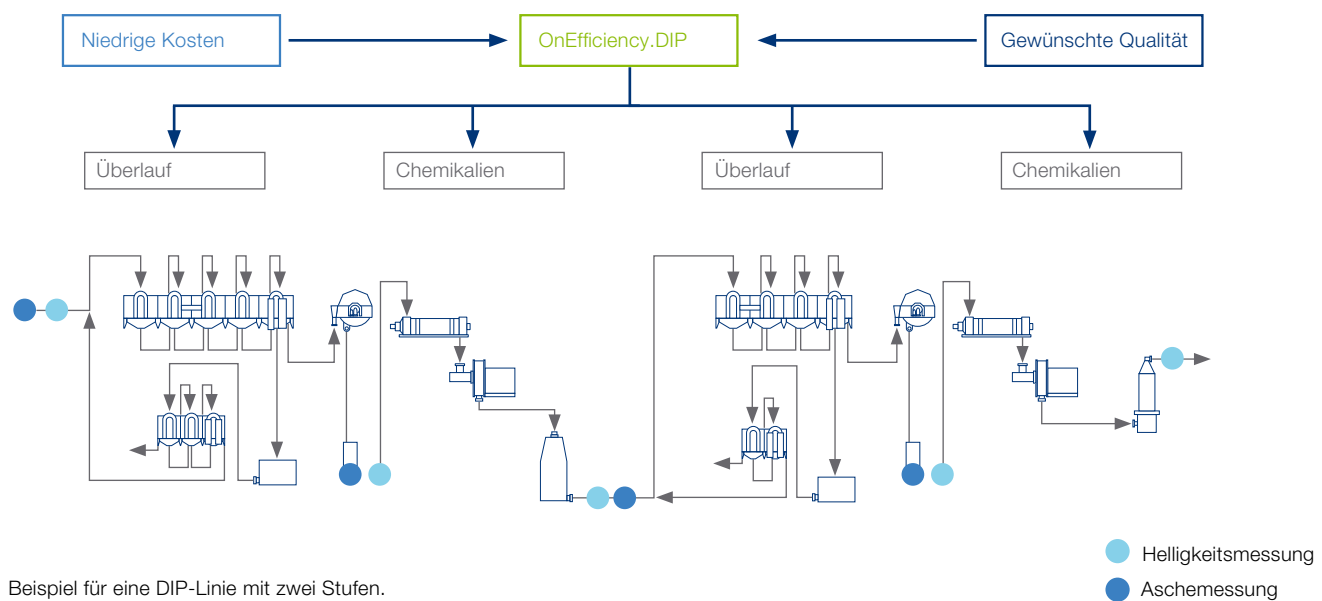 Niedrige Kosten
OnEfficiency.DIP
Gewünschte Qualität
Überlauf
Chemikalien
Überlauf
Chemikalien
Helligkeitsmessung
Aschemessung
Beispiel für eine DIP-Linie mit zwei Stufen.